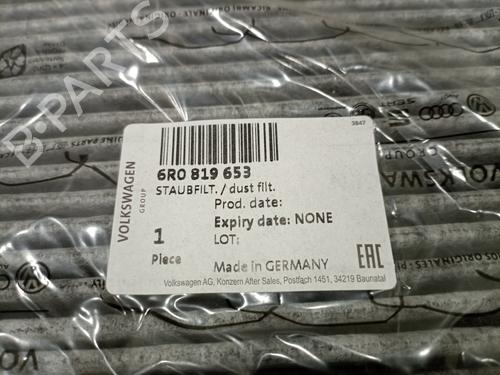 B-PARTS
3847
VOLKSWAGEN
GROUP
6R0 819 653
STAUBFILT. / dust filt.
Prod. date:
Expiry date: NONE
LOT:
1
Piece
Made in GERMANY
EAC
Volkswagen AG, Konzern After Sales, Postfach 1451, 34219 Baunatal